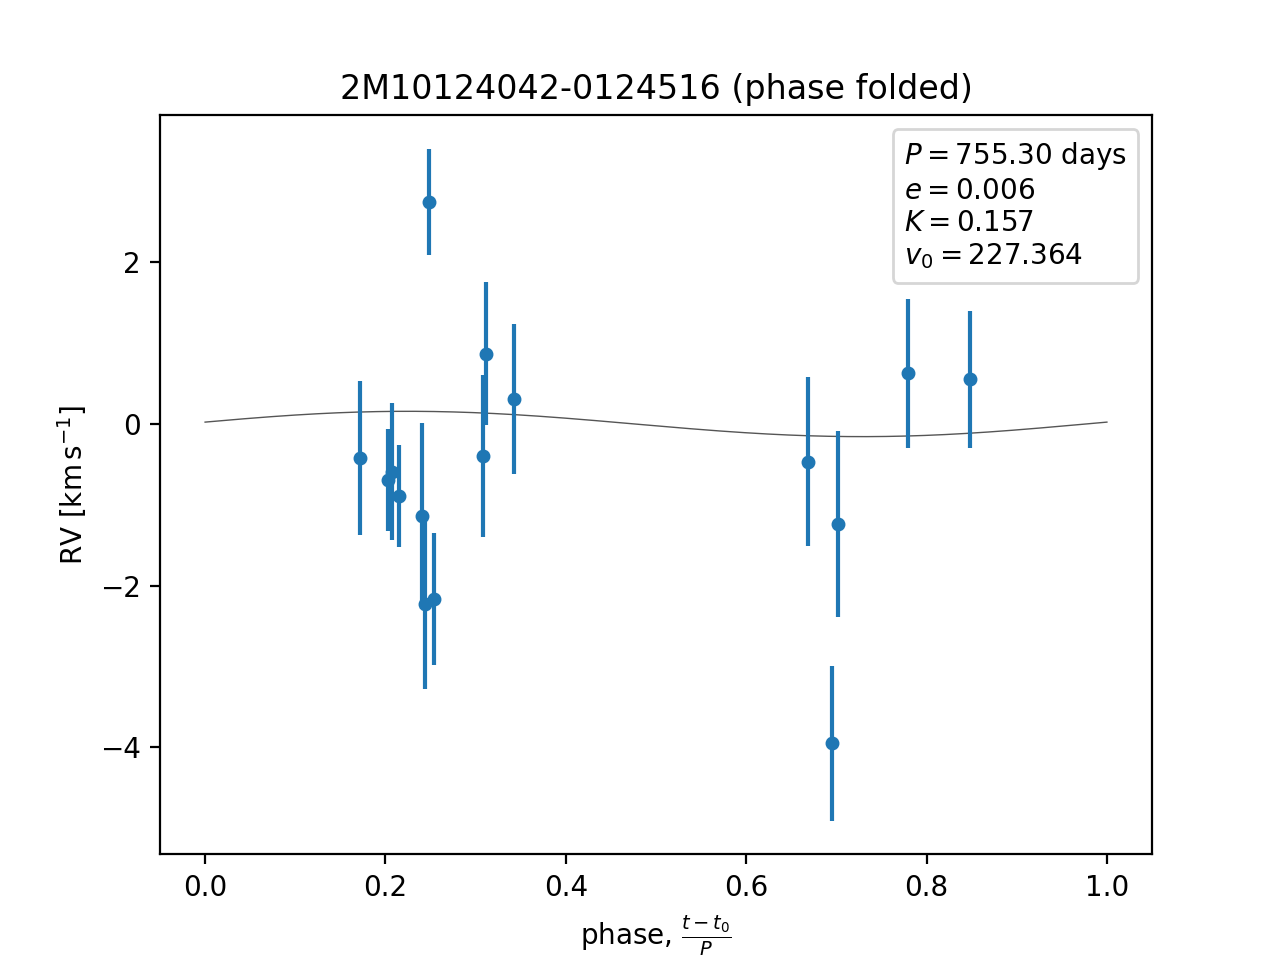 2M10124042-0124516 (phase folded)
P = 755.30 days
e = 0.006
K = 0.157
v₀ = 227.364
RV [km s⁻¹]
2
0
−2
−4
0.0 0.2 0.4 0.6 0.8 1.0
phase, (t − t₀)/P